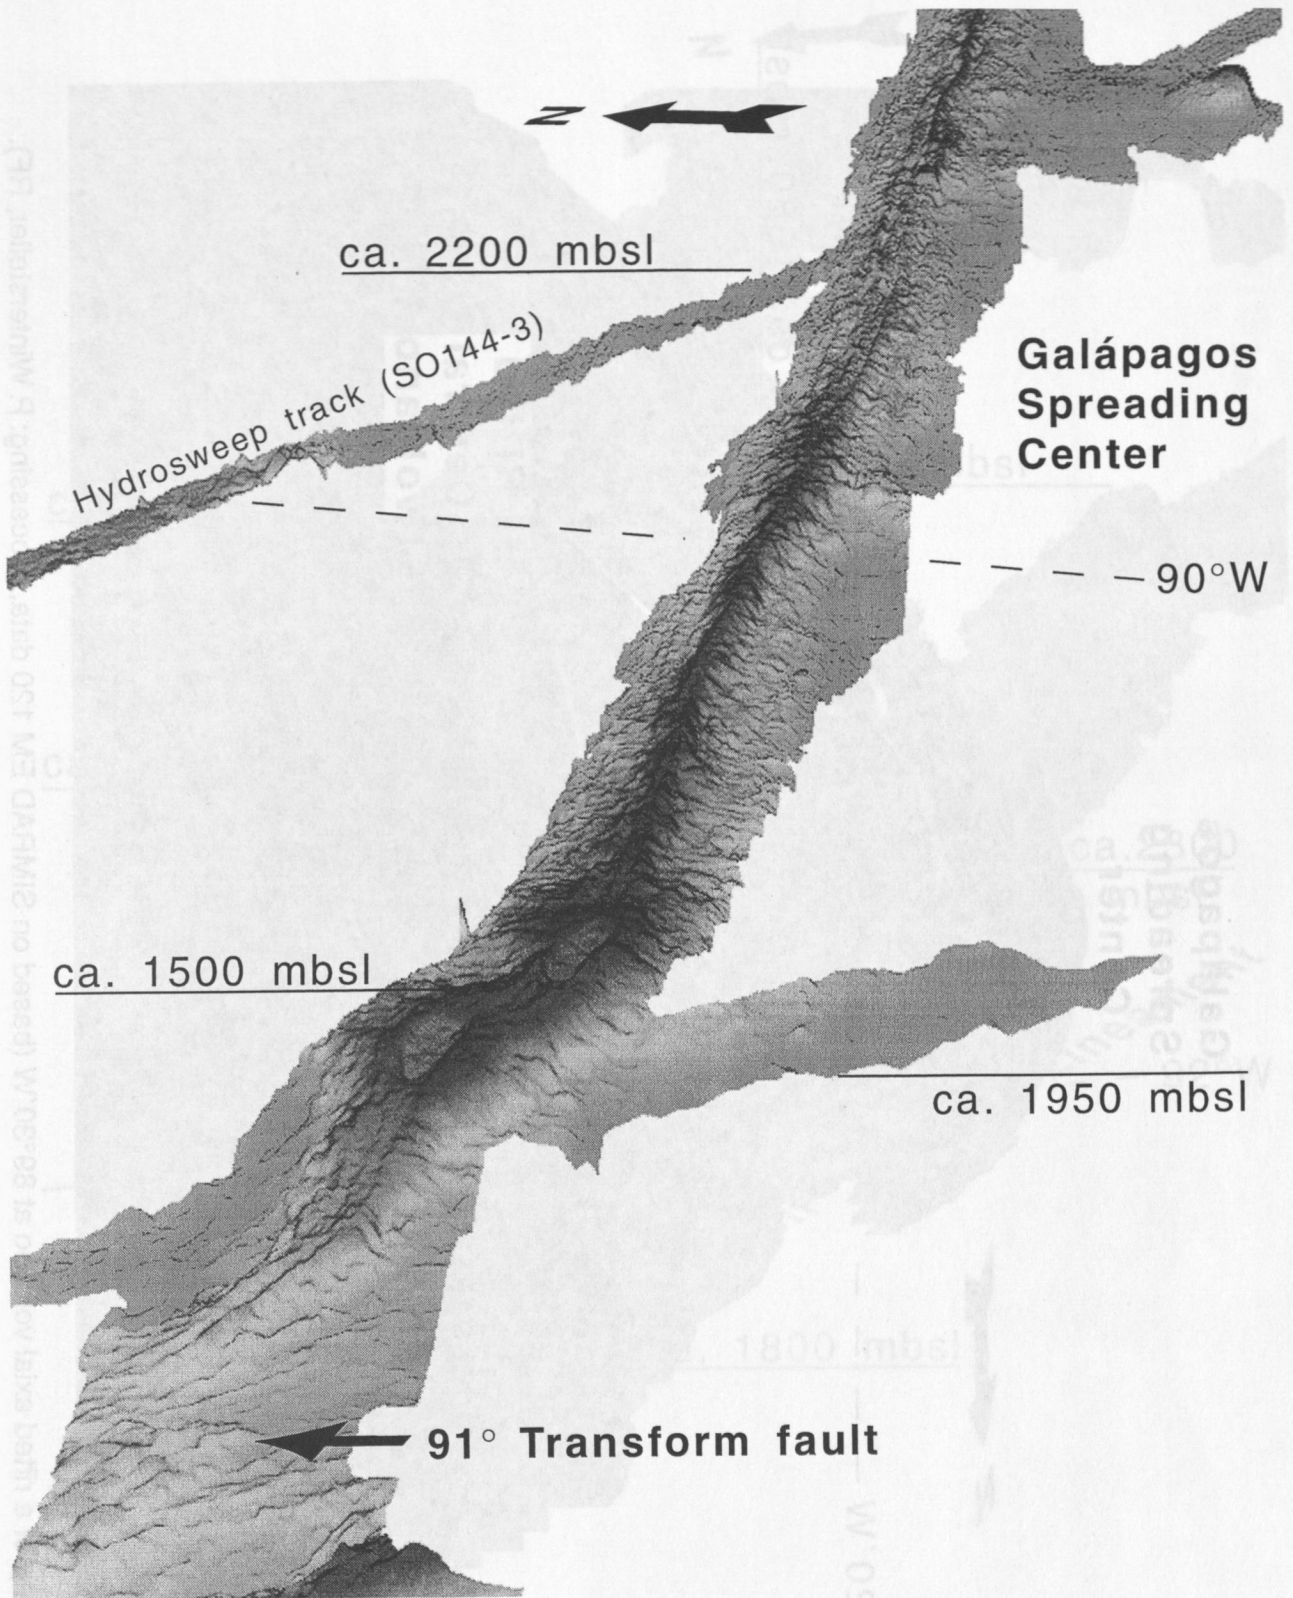 N
ca. 2200 mbsl
Hydrosweep track (SO144-3)
Galápagos
Spreading
Center
90°W
ca. 1500 mbsl
ca. 1950 mbsl
91° Transform fault